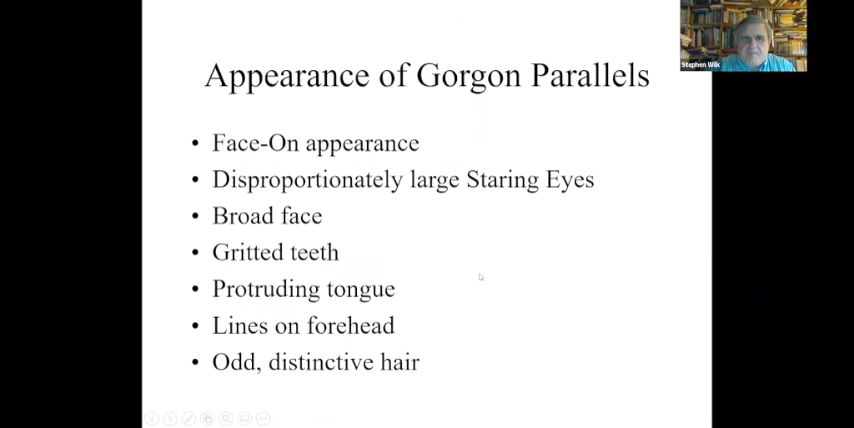 Appearance of Gorgon Parallels
• Face-On appearance
• Disproportionately large Staring Eyes
• Broad face
• Gritted teeth
• Protruding tongue
• Lines on forehead
• Odd, distinctive hair
Stephen Wilk